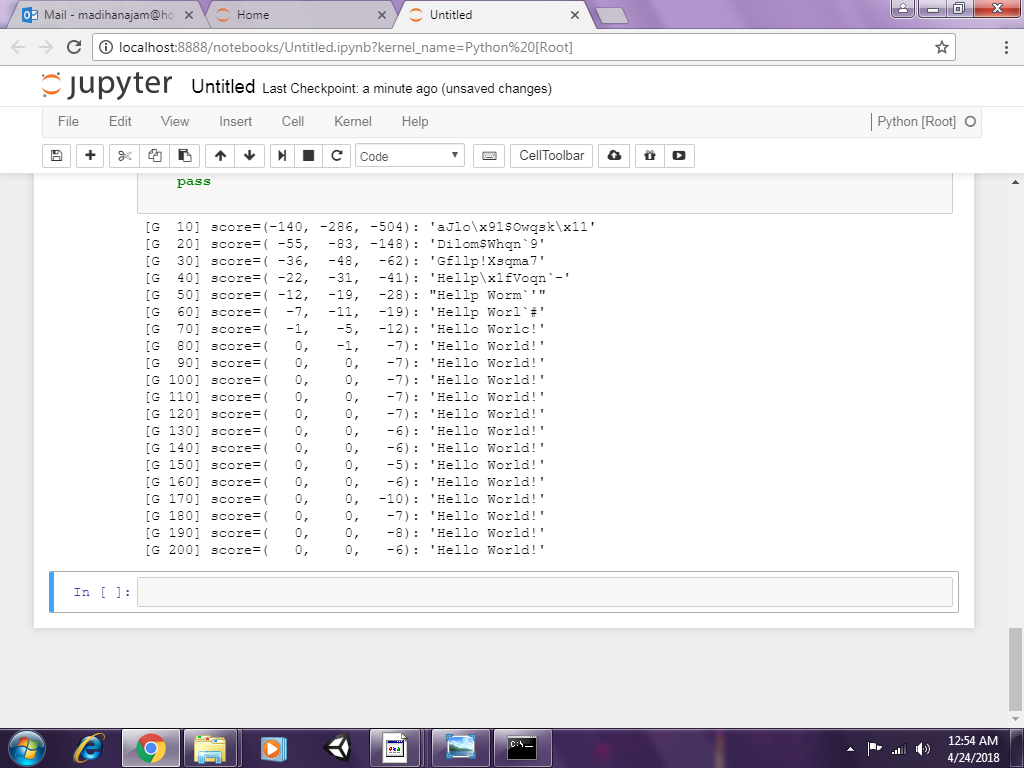 Mail - madihanajam@ho
Home
Untitled
localhost:8888/notebooks/Untitled.ipynb?kernel_name=Python%20[Root]
jupyter Untitled Last Checkpoint: a minute ago (unsaved changes)
File Edit View Insert Cell Kernel Help Python [Root]
Code CellToolbar
pass
[G  10] score=(-140, -286, -504): 'aJlo\x91$Owqsk\x11'
[G  20] score=( -55,  -83, -148): 'Dilom$Whqn`9'
[G  30] score=( -36,  -48,  -62): 'Gfllp!Xsqma7'
[G  40] score=( -22,  -31,  -41): 'Hellp\x1fVoqn`-'
[G  50] score=( -12,  -19,  -28): "Hellp Worm`'"
[G  60] score=(  -7,  -11,  -19): 'Hellp Worl`#'
[G  70] score=(  -1,   -5,  -12): 'Hello Worlc!'
[G  80] score=(   0,   -1,   -7): 'Hello World!'
[G  90] score=(   0,    0,   -7): 'Hello World!'
[G 100] score=(   0,    0,   -7): 'Hello World!'
[G 110] score=(   0,    0,   -7): 'Hello World!'
[G 120] score=(   0,    0,   -7): 'Hello World!'
[G 130] score=(   0,    0,   -6): 'Hello World!'
[G 140] score=(   0,    0,   -6): 'Hello World!'
[G 150] score=(   0,    0,   -5): 'Hello World!'
[G 160] score=(   0,    0,   -6): 'Hello World!'
[G 170] score=(   0,    0,  -10): 'Hello World!'
[G 180] score=(   0,    0,   -7): 'Hello World!'
[G 190] score=(   0,    0,   -8): 'Hello World!'
[G 200] score=(   0,    0,   -6): 'Hello World!'
In [ ]:
12:54 AM
4/24/2018